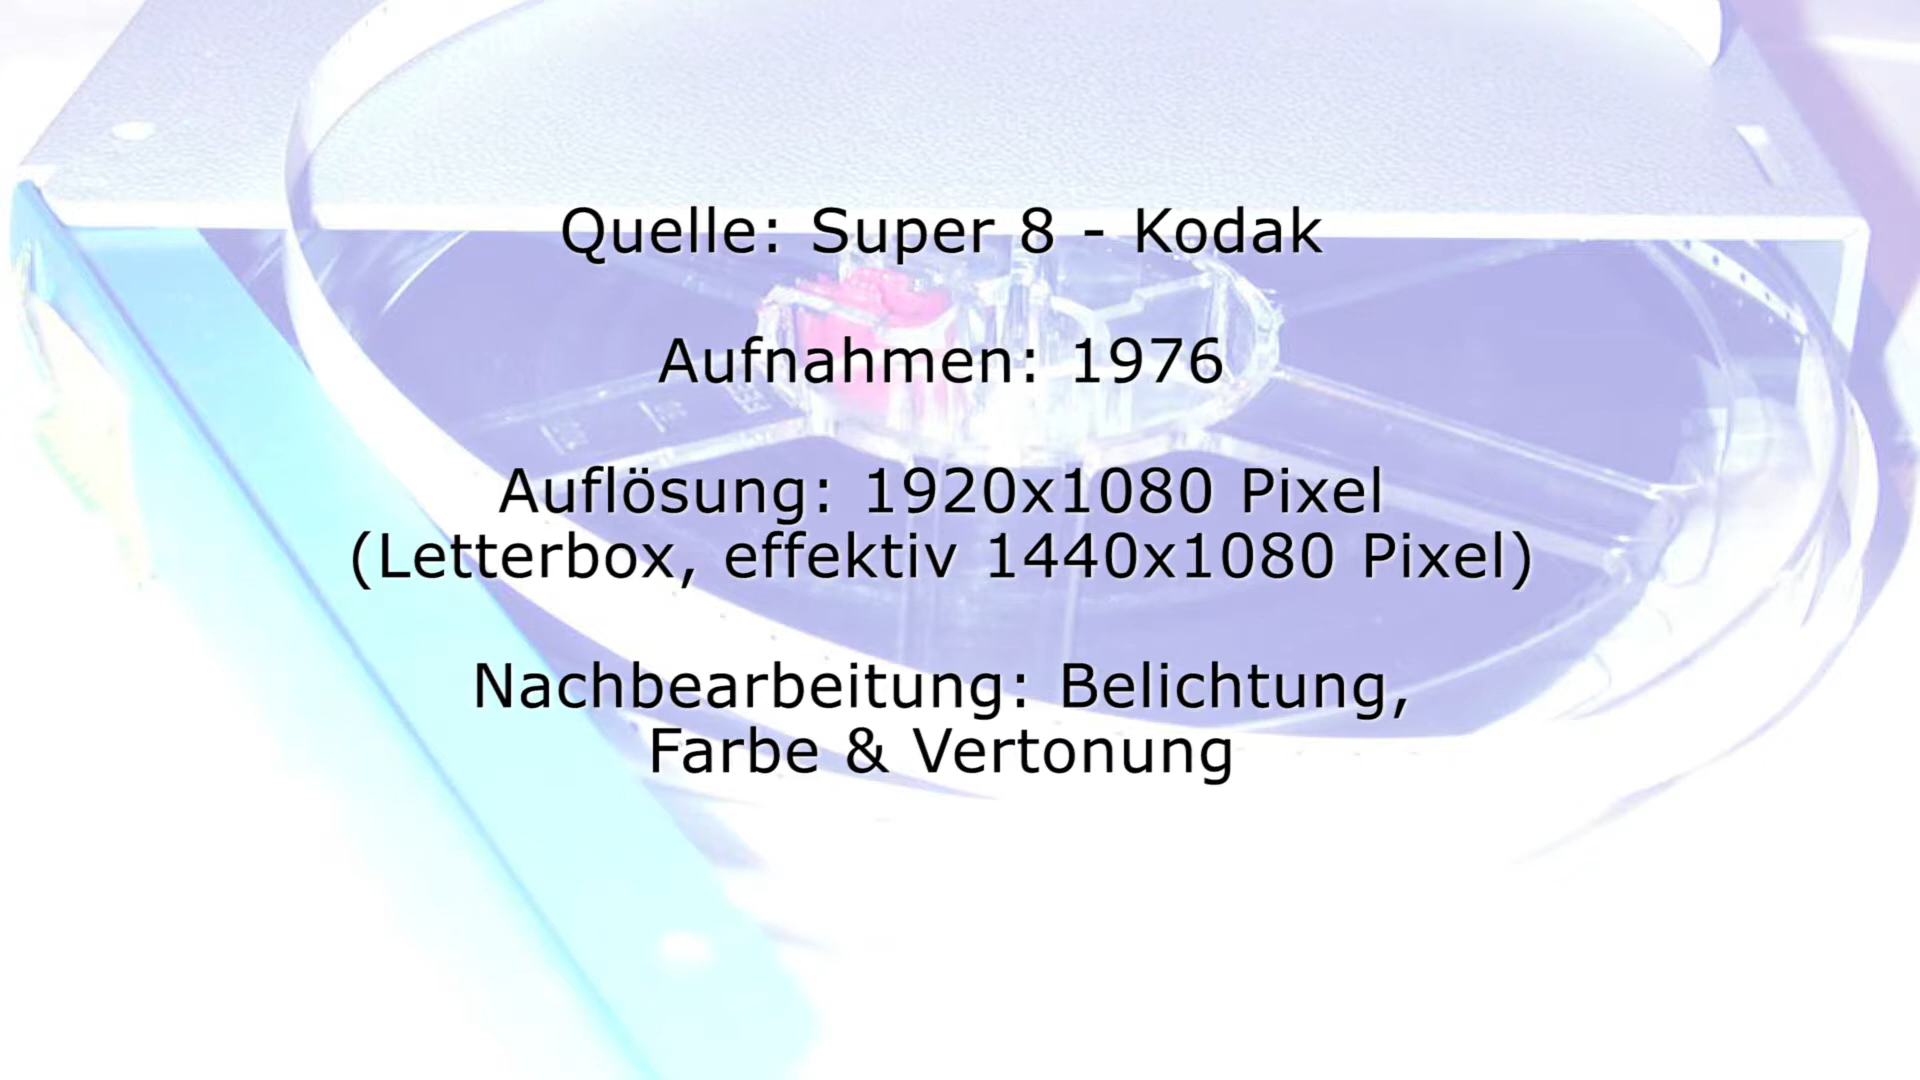 Quelle: Super 8 - Kodak
Aufnahmen: 1976
Auflösung: 1920x1080 Pixel
(Letterbox, effektiv 1440x1080 Pixel)
Nachbearbeitung: Belichtung,
Farbe & Vertonung